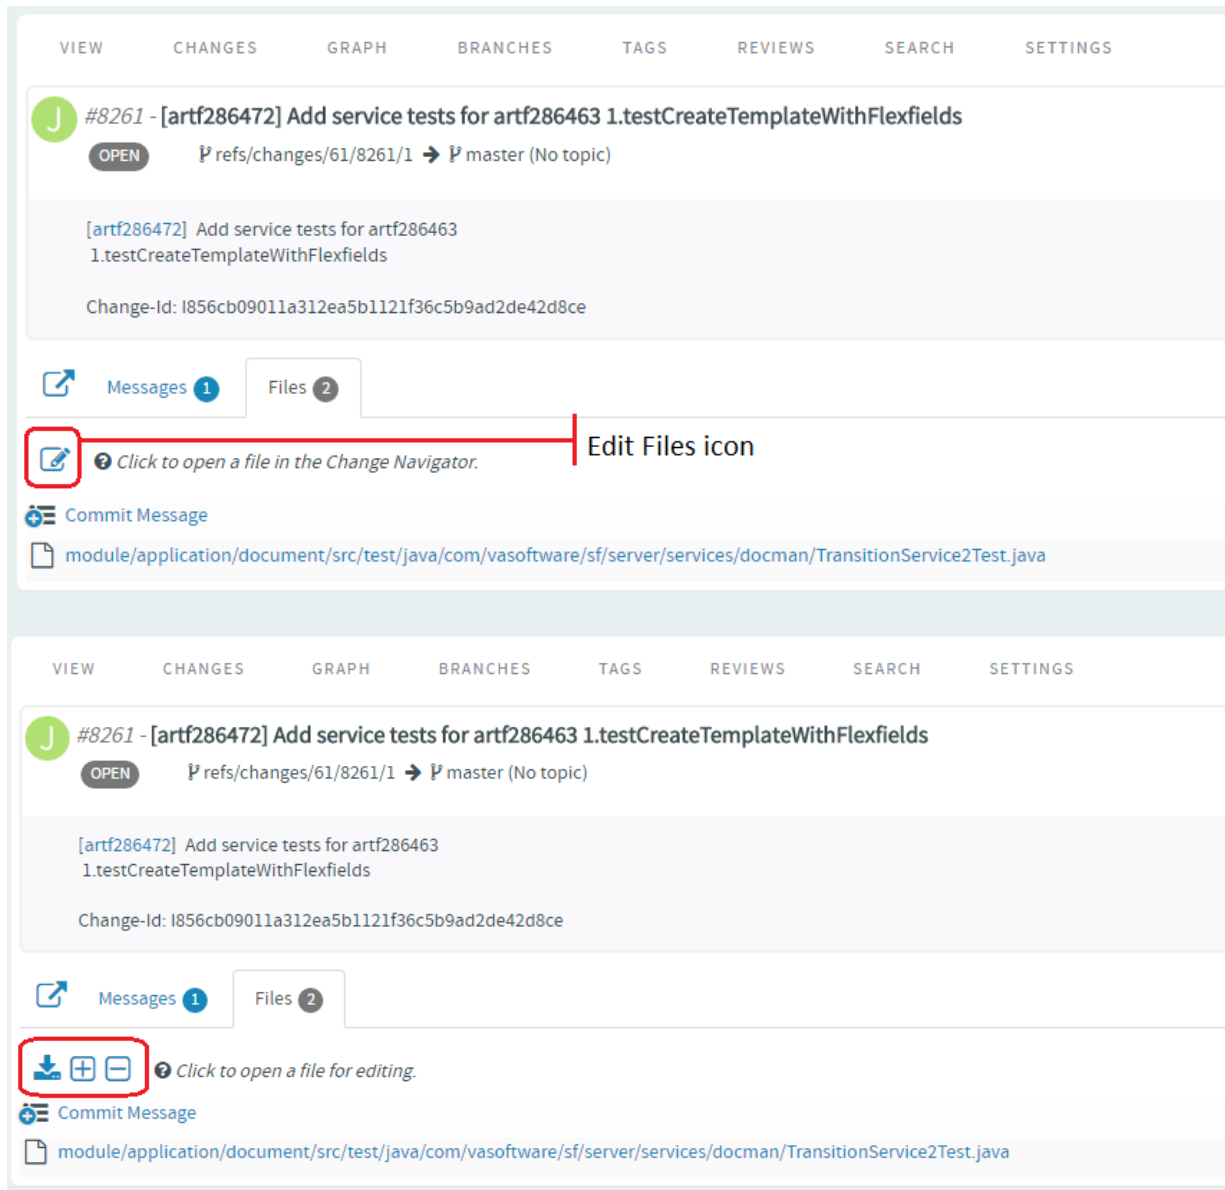 VIEW CHANGES GRAPH BRANCHES TAGS REVIEWS SEARCH SETTINGS
J #8261 - [artf286472] Add service tests for artf286463 1.testCreateTemplateWithFlexfields
OPEN refs/changes/61/8261/1 → master (No topic)
[artf286472] Add service tests for artf286463
1.testCreateTemplateWithFlexfields
Change-Id: I856cb09011a312ea5b1121f36c5b9ad2de42d8ce
Messages 1 Files 2
Edit Files icon
Click to open a file in the Change Navigator.
Commit Message
module/application/document/src/test/java/com/vasoftware/sf/server/services/docman/TransitionService2Test.java
VIEW CHANGES GRAPH BRANCHES TAGS REVIEWS SEARCH SETTINGS
J #8261 - [artf286472] Add service tests for artf286463 1.testCreateTemplateWithFlexfields
OPEN refs/changes/61/8261/1 → master (No topic)
[artf286472] Add service tests for artf286463
1.testCreateTemplateWithFlexfields
Change-Id: I856cb09011a312ea5b1121f36c5b9ad2de42d8ce
Messages 1 Files 2
Click to open a file for editing.
Commit Message
module/application/document/src/test/java/com/vasoftware/sf/server/services/docman/TransitionService2Test.java